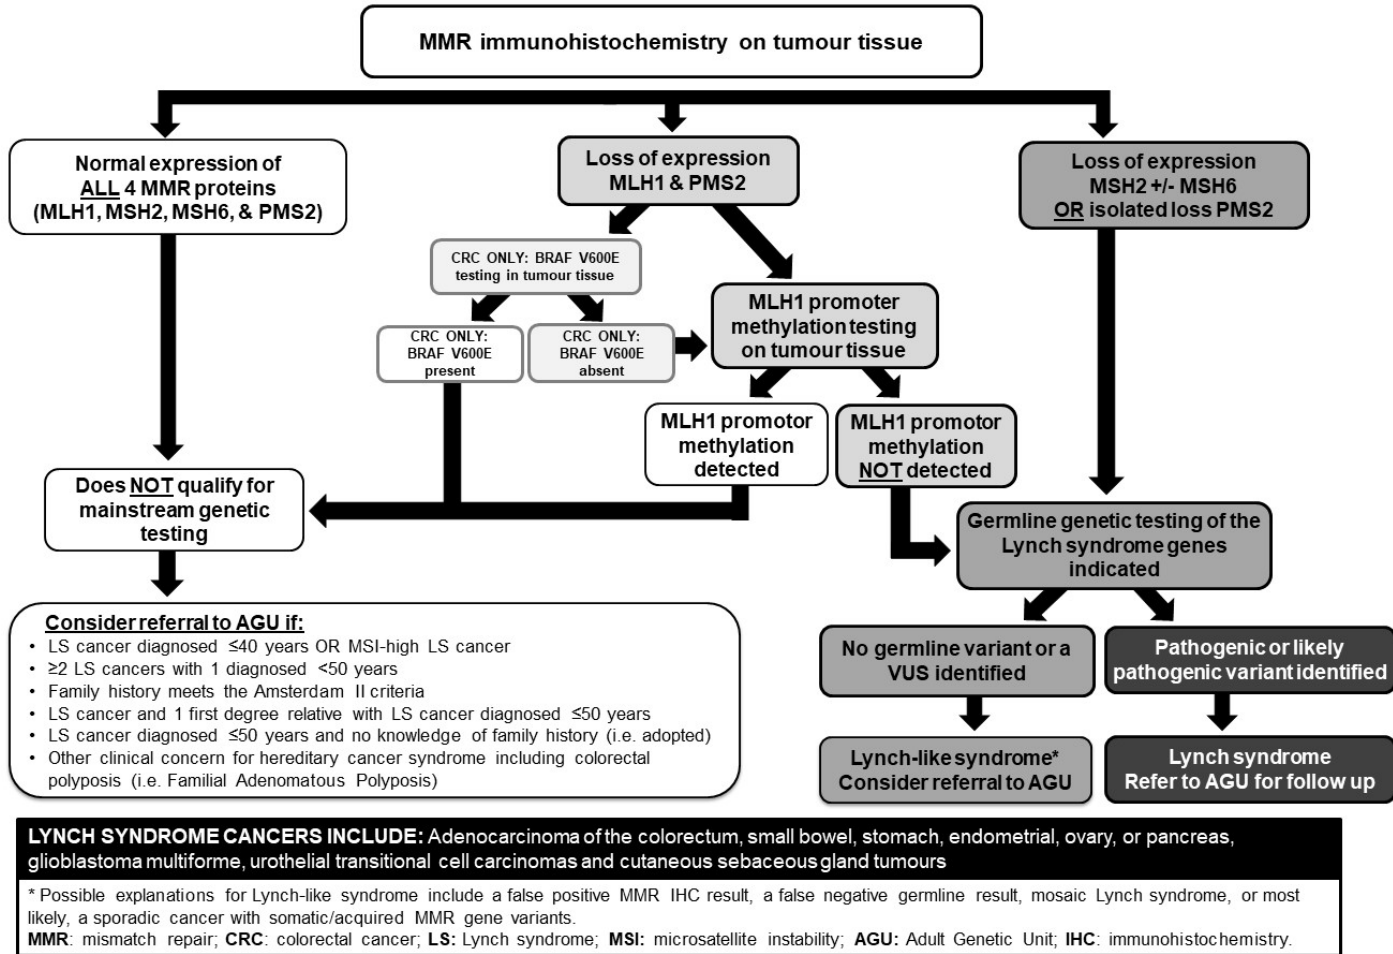 MMR immunohistochemistry on tumour tissue
Normal expression of
ALL 4 MMR proteins
(MLH1, MSH2, MSH6, & PMS2)
Loss of expression
MLH1 & PMS2
Loss of expression
MSH2 +/- MSH6
OR isolated loss PMS2
CRC ONLY: BRAF V600E
testing in tumour tissue
CRC ONLY:
BRAF V600E
present
CRC ONLY:
BRAF V600E
absent
MLH1 promoter
methylation testing
on tumour tissue
MLH1 promotor
methylation
detected
MLH1 promotor
methylation
NOT detected
Does NOT qualify for
mainstream genetic
testing
Germline genetic testing of the
Lynch syndrome genes
indicated
Consider referral to AGU if:
• LS cancer diagnosed ≤40 years OR MSI-high LS cancer
• ≥2 LS cancers with 1 diagnosed <50 years
• Family history meets the Amsterdam II criteria
• LS cancer and 1 first degree relative with LS cancer diagnosed ≤50 years
• LS cancer diagnosed ≤50 years and no knowledge of family history (i.e. adopted)
• Other clinical concern for hereditary cancer syndrome including colorectal
polyposis (i.e. Familial Adenomatous Polyposis)
No germline variant or a
VUS identified
Pathogenic or likely
pathogenic variant identified
Lynch-like syndrome*
Consider referral to AGU
Lynch syndrome
Refer to AGU for follow up
LYNCH SYNDROME CANCERS INCLUDE: Adenocarcinoma of the colorectum, small bowel, stomach, endometrial, ovary, or pancreas,
glioblastoma multiforme, urothelial transitional cell carcinomas and cutaneous sebaceous gland tumours
* Possible explanations for Lynch-like syndrome include a false positive MMR IHC result, a false negative germline result, mosaic Lynch syndrome, or most
likely, a sporadic cancer with somatic/acquired MMR gene variants.
MMR: mismatch repair; CRC: colorectal cancer; LS: Lynch syndrome; MSI: microsatellite instability; AGU: Adult Genetic Unit; IHC: immunohistochemistry.